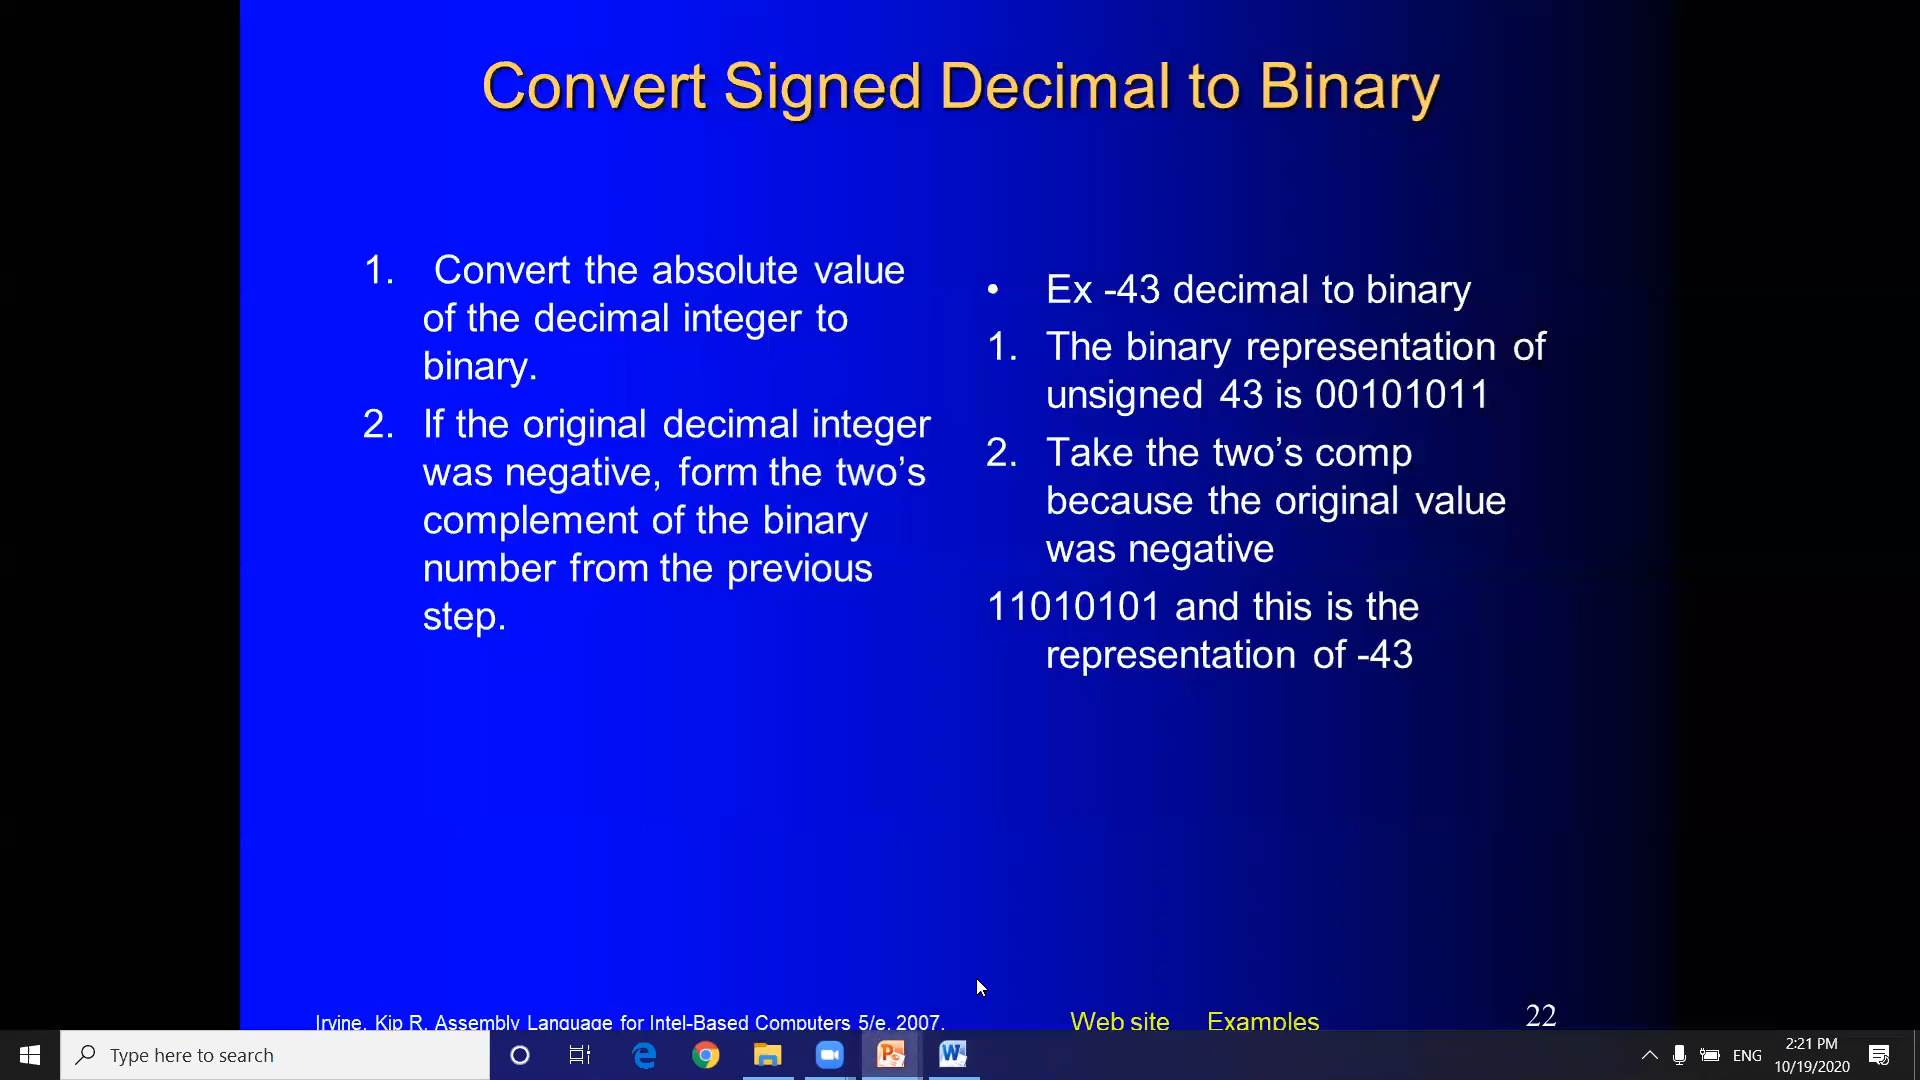 Convert Signed Decimal to Binary
1. Convert the absolute value
of the decimal integer to
binary.
2. If the original decimal integer
was negative, form the two’s
complement of the binary
number from the previous
step.
• Ex -43 decimal to binary
1. The binary representation of
unsigned 43 is 00101011
2. Take the two’s comp
because the original value
was negative
11010101 and this is the
representation of -43
Irvine, Kip R. Assembly Language for Intel-Based Computers 5/e, 2007.
Web site Examples
22
Type here to search
ENG
2:21 PM
10/19/2020